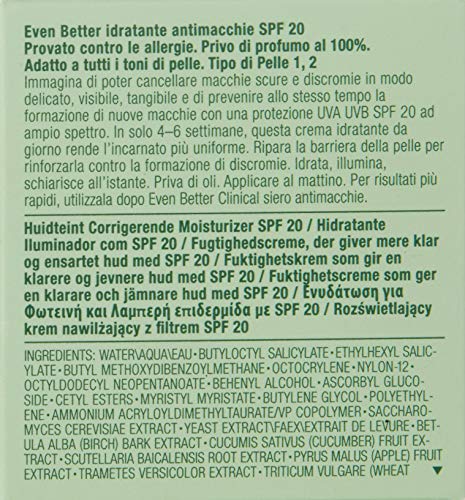 Even Better idratante antimacchie SPF 20
Provato contro le allergie. Privo di profumo al 100%.
Adatto a tutti i toni di pelle. Tipo di Pelle 1, 2
Immagina di poter cancellare macchie scure e discromie in modo
delicato, visibile, tangibile e di prevenire allo stesso tempo la
formazione di nuove macchie con una protezione UVA UVB SPF 20 ad
ampio spettro. In solo 4–6 settimane, questa crema idratante da
giorno rende l'incarnato più uniforme. Ripara la barriera della pelle per
rinforzarla contro la formazione di discromie. Idrata, illumina,
schiarisce all'istante. Priva di oli. Applicare al mattino. Per risultati più
rapidi, utilizzala dopo Even Better Clinical siero antimacchie.
Huidteint Corrigerende Moisturizer SPF 20 / Hidratante
Iluminador com SPF 20 / Fugtighedscreme, der giver mere klar
og ensartet hud med SPF 20 / Fuktighetskrem som gir en
klarere og jevnere hud med SPF 20 / Fuktighetscreme som ger
en klarare och jämnare hud med SPF 20 / Ενυδάτωση για
Φωτεινή και Λαμπερή επιδερμίδα με SPF 20 / Rozświetlający
krem nawilżający z filtrem SPF 20
INGREDIENTS: WATER\AQUA\EAU • BUTYLOCTYL SALICYLATE • ETHYLHEXYL SALIC-
YLATE • BUTYL METHOXYDIBENZOYLMETHANE • OCTOCRYLENE • NYLON-12 •
OCTYLDODECYL NEOPENTANOATE • BEHENYL ALCOHOL • ASCORBYL GLUCO-
SIDE • CETYL ESTERS • MYRISTYL MYRISTATE • BUTYLENE GLYCOL • POLYETHYL-
ENE • AMMONIUM ACRYLOYLDIMETHYLTAURATE/VP COPOLYMER • SACCHARO-
MYCES CEREVISIAE EXTRACT • YEAST EXTRACT\FAEX\EXTRAIT DE LEVURE • BET-
ULA ALBA (BIRCH) BARK EXTRACT • CUCUMIS SATIVUS (CUCUMBER) FRUIT EX-
TRACT • SCUTELLARIA BAICALENSIS ROOT EXTRACT • PYRUS MALUS (APPLE) FRUIT
EXTRACT • TRAMETES VERSICOLOR EXTRACT • TRITICUM VULGARE (WHEAT ▼